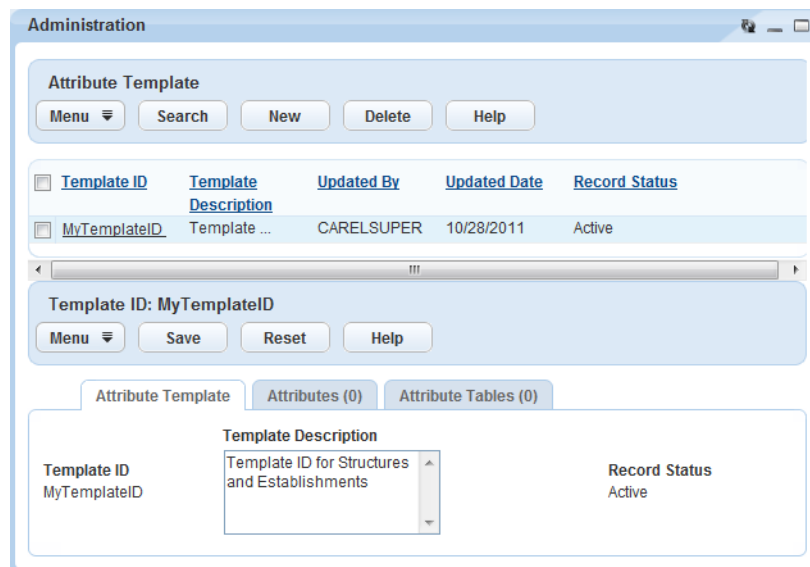 Administration
Attribute Template
Menu Search New Delete Help
Template ID Template Description Updated By Updated Date Record Status
MyTemplateID Template ... CARELSUPER 10/28/2011 Active
Template ID: MyTemplateID
Menu Save Reset Help
Attribute Template Attributes (0) Attribute Tables (0)
Template Description
Template ID
MyTemplateID
Template ID for Structures
and Establishments
Record Status
Active